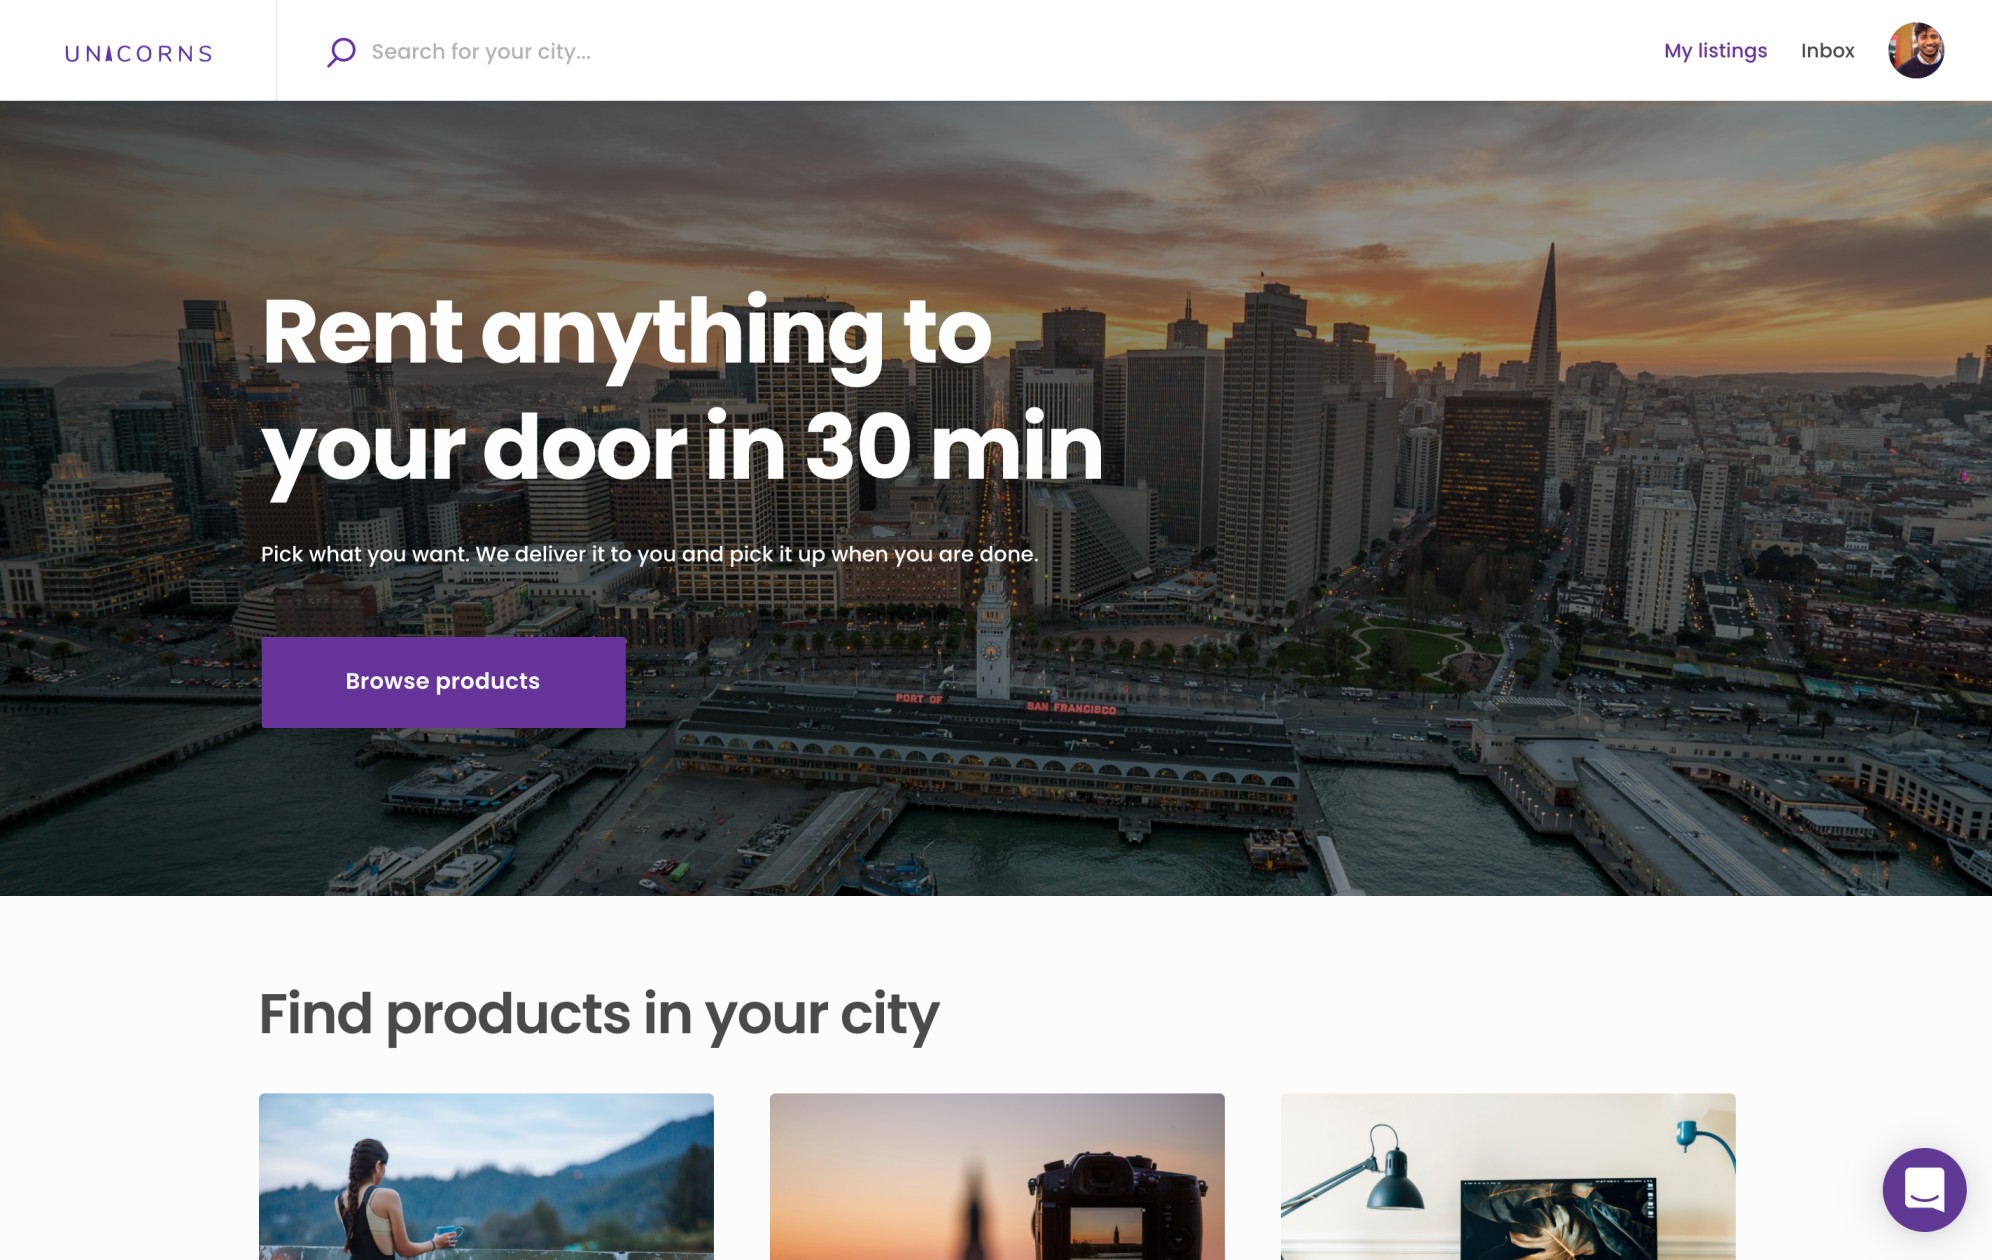 UNICORNS
Search for your city...
My listings
Inbox
Rent anything to
your door in 30 min
Pick what you want. We deliver it to you and pick it up when you are done.
Browse products
PORT OF SAN FRANCISCO
Find products in your city